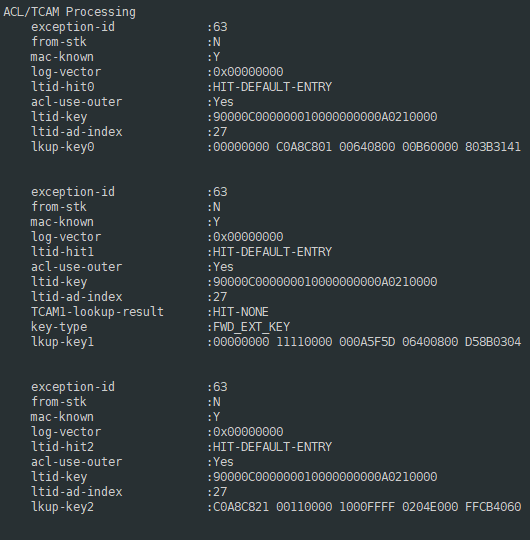 ACL/TCAM Processing
exception-id :63
from-stk :N
mac-known :Y
log-vector :0x00000000
ltid-hit0 :HIT-DEFAULT-ENTRY
acl-use-outer :Yes
ltid-key :90000C000000010000000000A0210000
ltid-ad-index :27
lkup-key0 :00000000 C0A8C801 00640800 00B60000 803B3141
exception-id :63
from-stk :N
mac-known :Y
log-vector :0x00000000
ltid-hit1 :HIT-DEFAULT-ENTRY
acl-use-outer :Yes
ltid-key :90000C000000010000000000A0210000
ltid-ad-index :27
TCAM1-lookup-result :HIT-NONE
key-type :FWD_EXT_KEY
lkup-key1 :00000000 11110000 000A5F5D 06400800 D58B0304
exception-id :63
from-stk :N
mac-known :Y
log-vector :0x00000000
ltid-hit2 :HIT-DEFAULT-ENTRY
acl-use-outer :Yes
ltid-key :90000C000000010000000000A0210000
ltid-ad-index :27
lkup-key2 :C0A8C821 00110000 1000FFFF 0204E000 FFCB4060